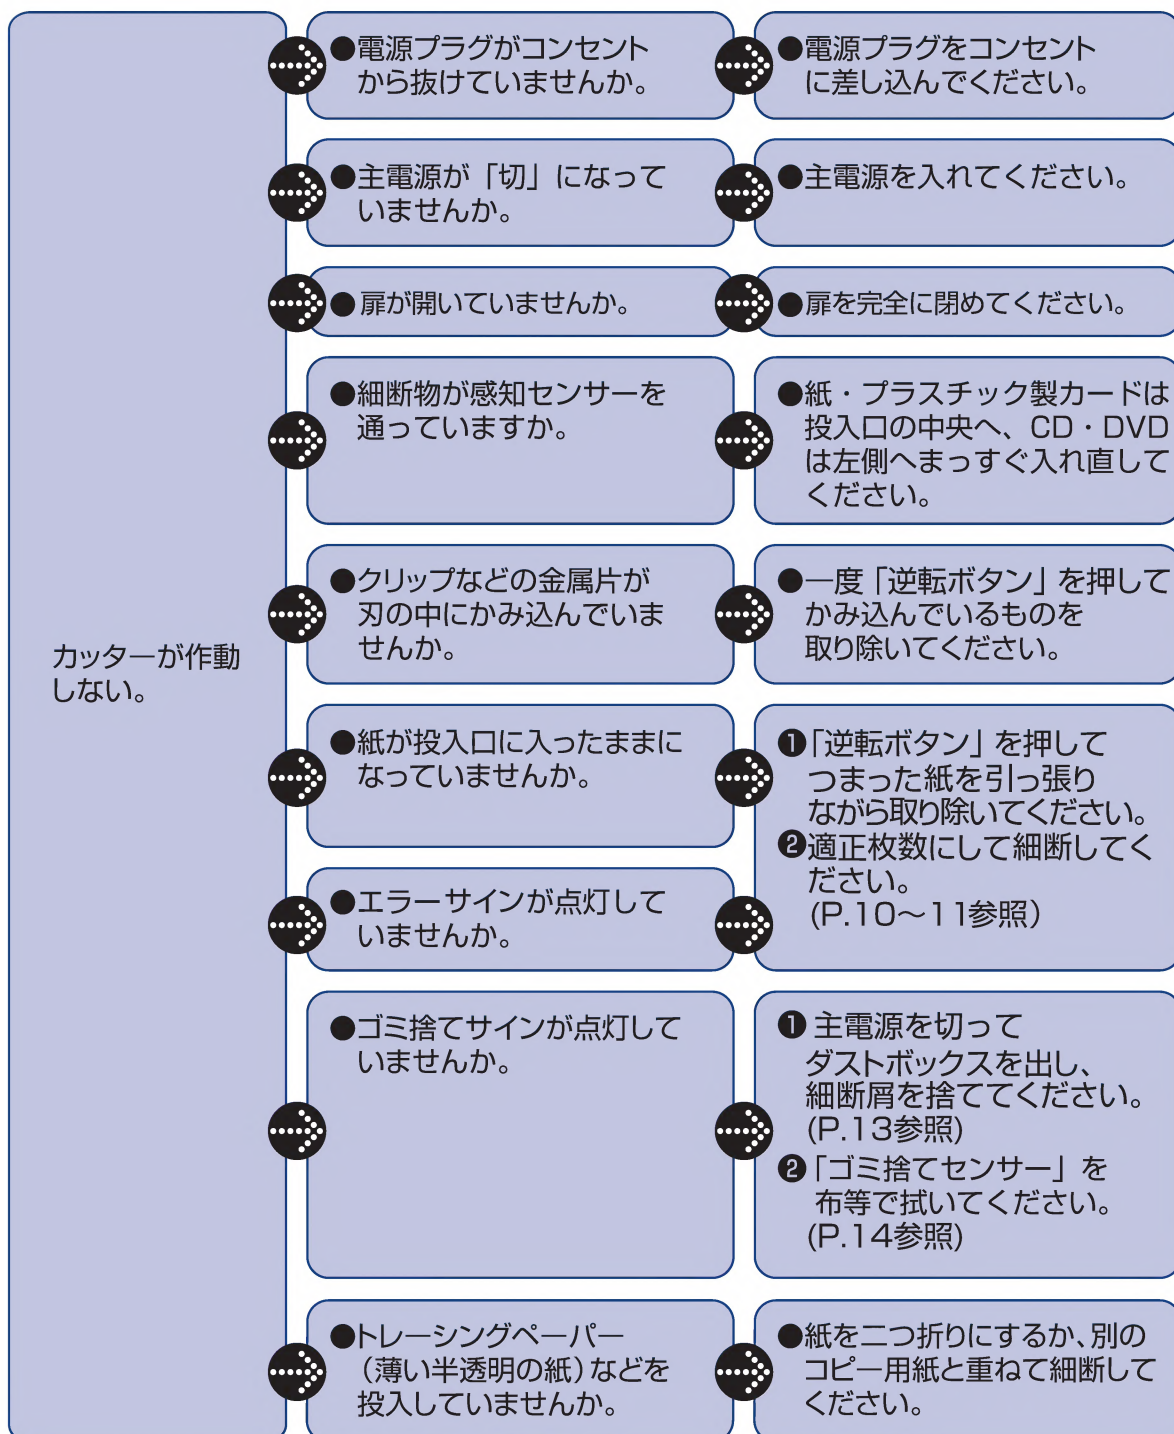 カッターが作動
しない。
●電源プラグがコンセント
から抜けていませんか。
●電源プラグをコンセント
に差し込んでください。
●主電源が「切」になって
いませんか。
●主電源を入れてください。
●扉が開いていませんか。
●扉を完全に閉めてください。
●細断物が感知センサーを
通っていますか。
●紙・プラスチック製カードは
投入口の中央へ、CD・DVD
は左側へまっすぐ入れ直して
ください。
●クリップなどの金属片が
刃の中にかみ込んでいま
せんか。
●一度「逆転ボタン」を押して
かみ込んでいるものを
取り除いてください。
●紙が投入口に入ったままに
なっていませんか。
●エラーサインが点灯して
いませんか。
❶「逆転ボタン」を押して
つまった紙を引っ張り
ながら取り除いてください。
❷適正枚数にして細断してく
ださい。
(P.10～11参照)
●ゴミ捨てサインが点灯して
いませんか。
❶主電源を切って
ダストボックスを出し、
細断屑を捨ててください。
(P.13参照)
❷「ゴミ捨てセンサー」を
布等で拭いてください。
(P.14参照)
●トレーシングペーパー
(薄い半透明の紙)などを
投入していませんか。
●紙を二つ折りにするか、別の
コピー用紙と重ねて細断して
ください。